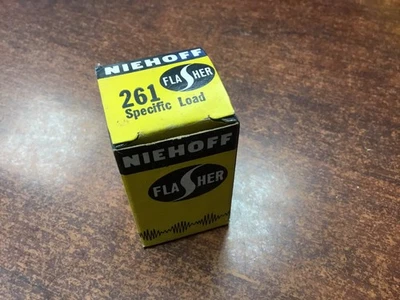 NIEHOFF
FLASHER
261
Specific Load
NIEHOFF
FLASHER